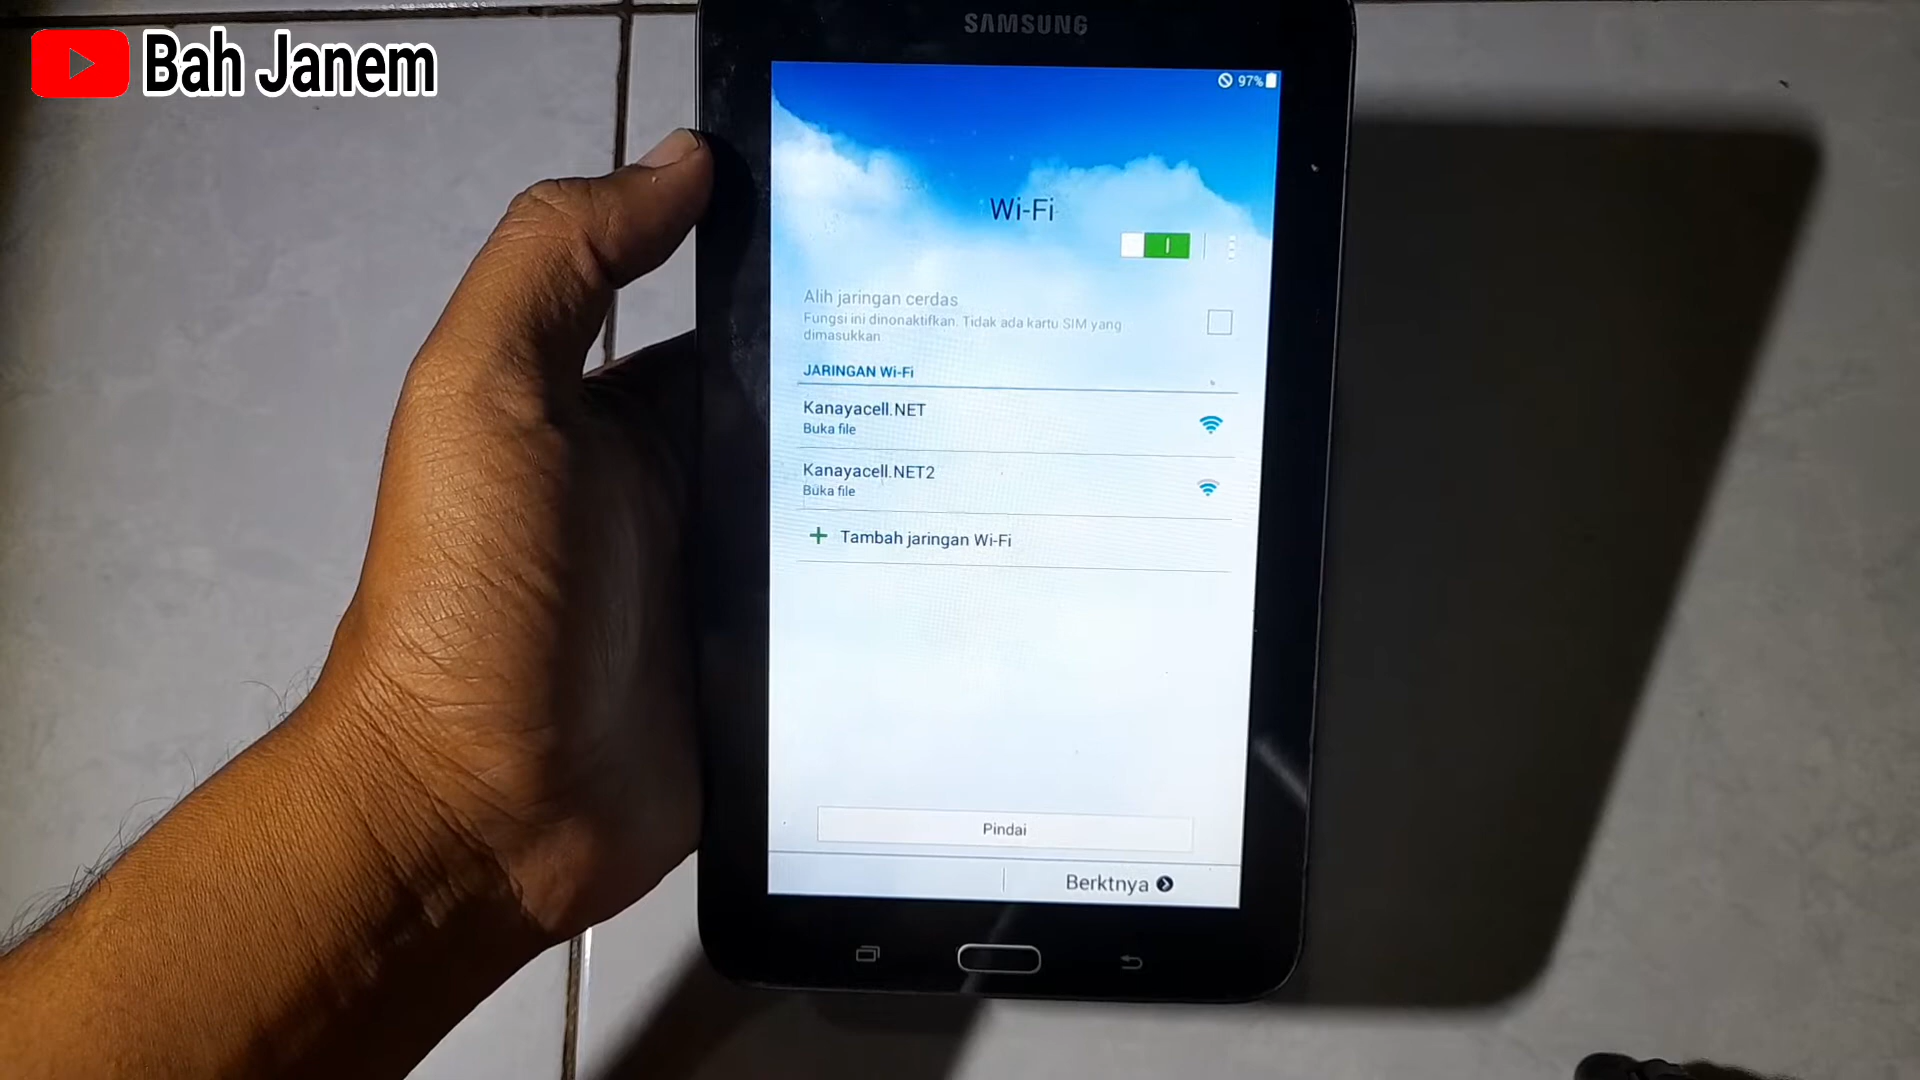 Bah Janem
SAMSUNG
97%
Wi-Fi
Alih jaringan cerdas
Fungsi ini dinonaktifkan. Tidak ada kartu SIM yang
dimasukkan
JARINGAN Wi-Fi
Kanayacell.NET
Buka file
Kanayacell.NET2
Buka file
+ Tambah jaringan Wi-Fi
Pindai
Berktnya